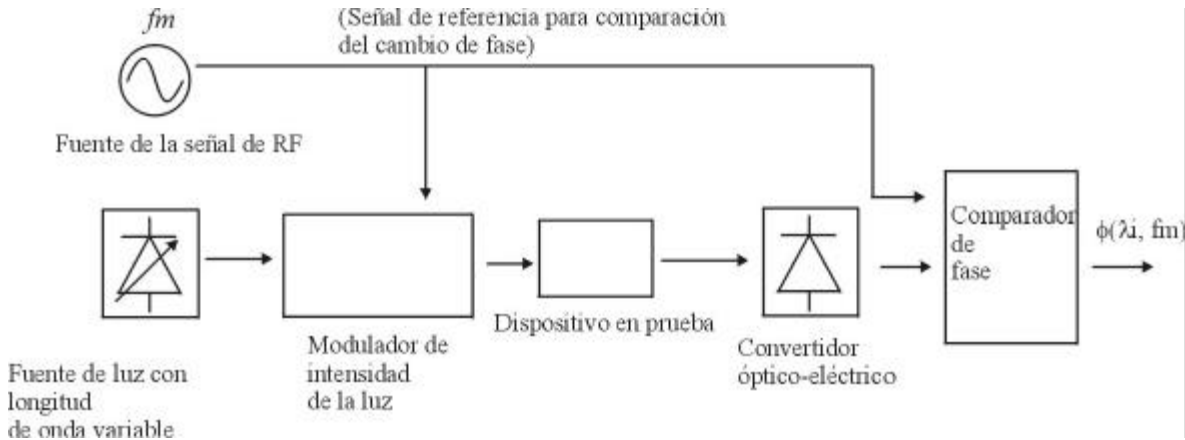 fm
(Señal de referencia para comparación
del cambio de fase)
Fuente de la señal de RF
Comparador
de
fase
ϕ(λi, fm)
Dispositivo en prueba
Modulador de
intensidad
de la luz
Convertidor
óptico-eléctrico
Fuente de luz con
longitud
de onda variable